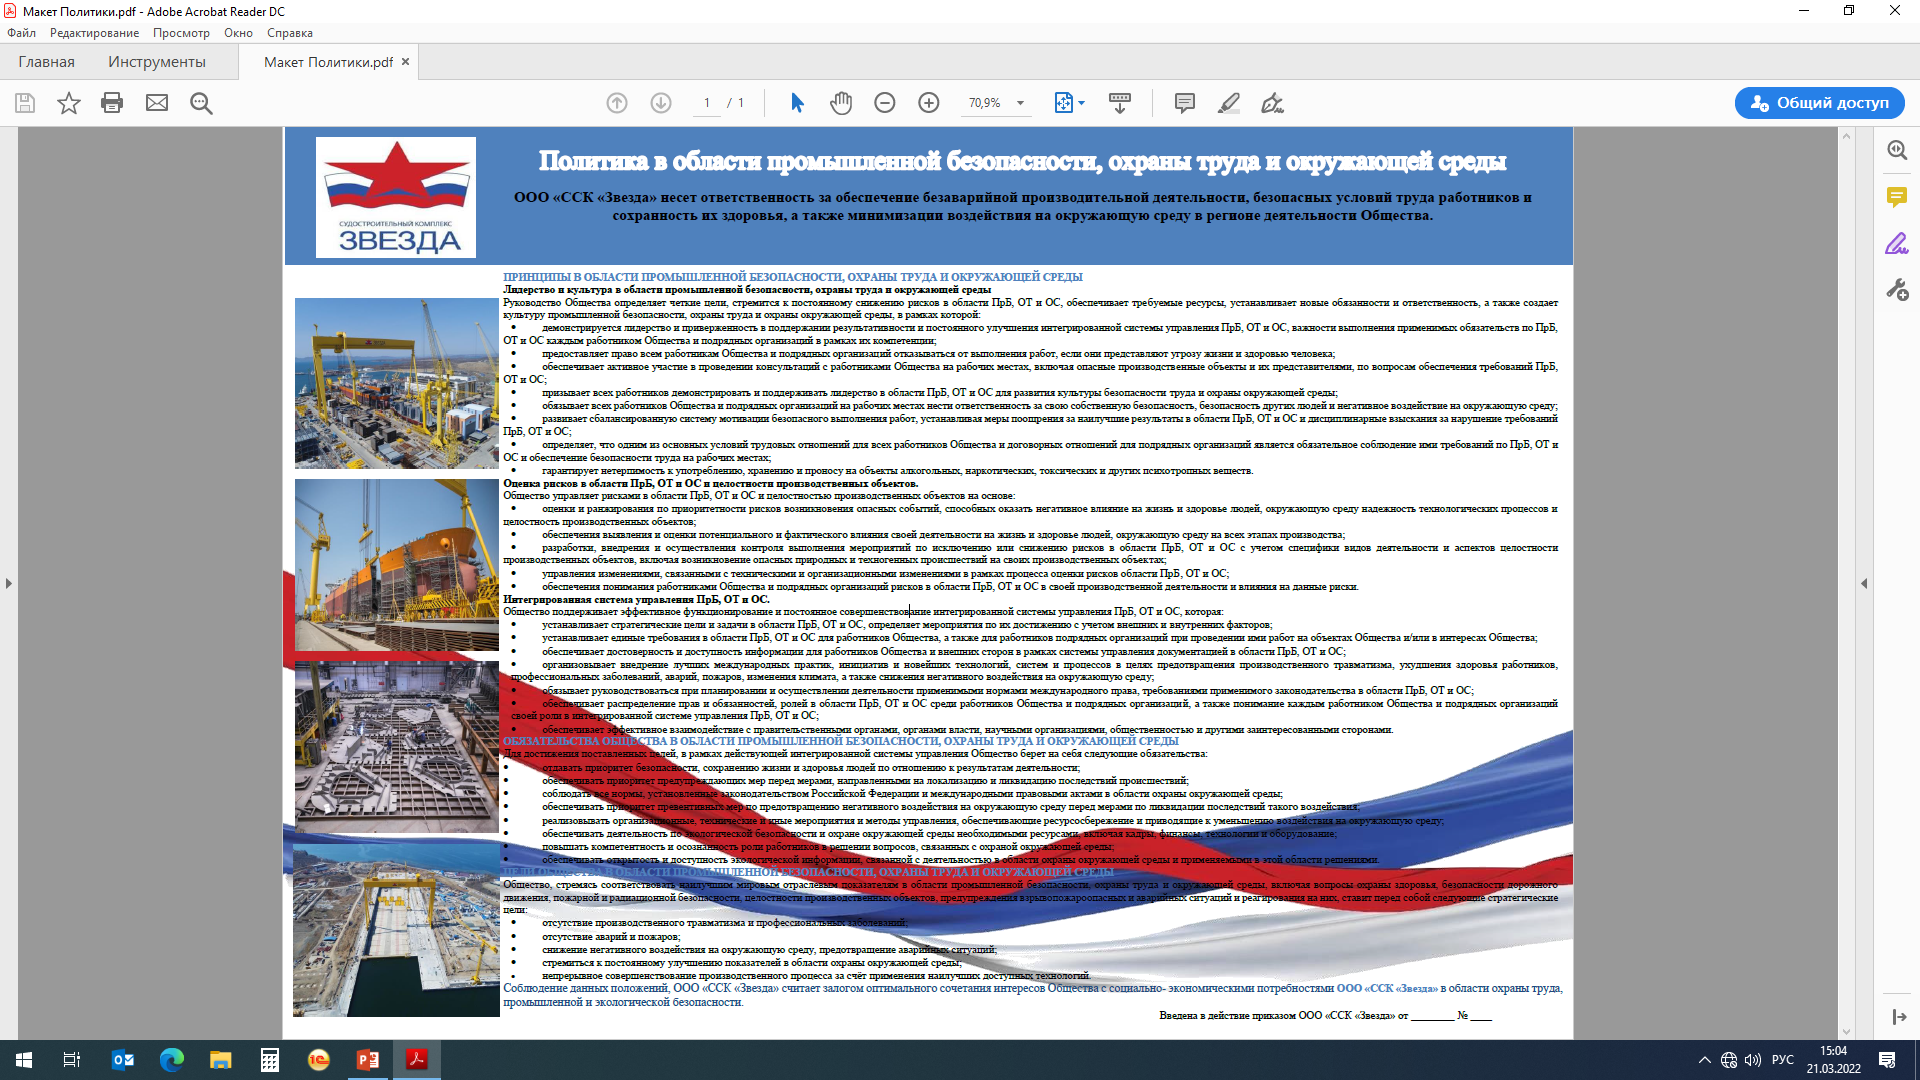 Макет Политики.pdf - Adobe Acrobat Reader DC
Файл Редактирование Просмотр Окно Справка
Главная Инструменты Макет Политики.pdf ×
1 / 1 70,9% Общий доступ
СУДОСТРОИТЕЛЬНЫЙ КОМПЛЕКС
ЗВЕЗДА
Политика в области промышленной безопасности, охраны труда и окружающей среды
ООО «ССК «Звезда» несет ответственность за обеспечение безаварийной производительной деятельности, безопасных условий труда работников и
сохранность их здоровья, а также минимизации воздействия на окружающую среду в регионе деятельности Общества.
ПРИНЦИПЫ В ОБЛАСТИ ПРОМЫШЛЕННОЙ БЕЗОПАСНОСТИ, ОХРАНЫ ТРУДА И ОКРУЖАЮЩЕЙ СРЕДЫ
Лидерство и культура в области промышленной безопасности, охраны труда и окружающей среды
Руководство Общества определяет четкие цели, стремится к постоянному снижению рисков в области ПрБ, ОТ и ОС, обеспечивает требуемые ресурсы, устанавливает новые обязанности и ответственность, а также создает
культуру промышленной безопасности, охраны труда и охраны окружающей среды, в рамках которой:
• демонстрируется лидерство и приверженность в поддержании результативности и постоянного улучшения интегрированной системы управления ПрБ, ОТ и ОС, важности выполнения применимых обязательств по ПрБ,
ОТ и ОС каждым работником Общества и подрядных организаций в рамках их компетенции;
• предоставляет право всем работникам Общества и подрядных организаций отказываться от выполнения работ, если они представляют угрозу жизни и здоровью человека;
• обеспечивает активное участие в проведении консультаций с работниками Общества на рабочих местах, включая опасные производственные объекты и их представителями, по вопросам обеспечения требований ПрБ,
ОТ и ОС;
• призывает всех работников демонстрировать и поддерживать лидерство в области ПрБ, ОТ и ОС для развития культуры безопасности труда и охраны окружающей среды;
• обязывает всех работников Общества и подрядных организаций на рабочих местах нести ответственность за свою собственную безопасность, безопасность других людей и негативное воздействие на окружающую среду;
• развивает сбалансированную систему мотивации безопасного выполнения работ, устанавливая меры поощрения за наилучшие результаты в области ПрБ, ОТ и ОС и дисциплинарные взыскания за нарушение требований
ПрБ, ОТ и ОС;
• определяет, что одним из основных условий трудовых отношений для всех работников Общества и договорных отношений для подрядных организаций является обязательное соблюдение ими требований по ПрБ, ОТ и
ОС и обеспечение безопасности труда на рабочих местах;
• гарантирует нетерпимость к употреблению, хранению и проносу на объекты алкогольных, наркотических, токсических и других психотропных веществ.
Оценка рисков в области ПрБ, ОТ и ОС и целостности производственных объектов.
Общество управляет рисками в области ПрБ, ОТ и ОС и целостностью производственных объектов на основе:
• оценки и ранжирования по приоритетности рисков возникновения опасных событий, способных оказать негативное влияние на жизнь и здоровье людей, окружающую среду надежность технологических процессов и
целостность производственных объектов;
• обеспечения выявления и оценки потенциального и фактического влияния своей деятельности на жизнь и здоровье людей, окружающую среду на всех этапах производства;
• разработки, внедрения и осуществления контроля выполнения мероприятий по исключению или снижению рисков в области ПрБ, ОТ и ОС с учетом специфики видов деятельности и аспектов целостности
производственных объектов, включая возникновение опасных природных и техногенных происшествий на своих производственных объектах;
• управления изменениями, связанными с техническими и организационными изменениями в рамках процесса оценки рисков области ПрБ, ОТ и ОС;
• обеспечения понимания работниками Общества и подрядных организаций рисков в области ПрБ, ОТ и ОС в своей производственной деятельности и влияния на данные риски.
Интегрированная система управления ПрБ, ОТ и ОС.
Общество поддерживает эффективное функционирование и постоянное совершенствование интегрированной системы управления ПрБ, ОТ и ОС, которая:
• устанавливает стратегические цели и задачи в области ПрБ, ОТ и ОС, определяет мероприятия по их достижению с учетом внешних и внутренних факторов;
• устанавливает единые требования в области ПрБ, ОТ и ОС для работников Общества, а также для работников подрядных организаций при проведении ими работ на объектах Общества и/или в интересах Общества;
• обеспечивает достоверность и доступность информации для работников Общества и внешних сторон в рамках системы управления документацией в области ПрБ, ОТ и ОС;
• организовывает внедрение лучших международных практик, инициатив и новейших технологий, систем и процессов в целях предотвращения производственного травматизма, ухудшения здоровья работников,
профессиональных заболеваний, аварий, пожаров, изменения климата, а также снижения негативного воздействия на окружающую среду;
• обязывает руководствоваться при планировании и осуществлении деятельности применимыми нормами международного права, требованиями применимого законодательства в области ПрБ, ОТ и ОС;
• обеспечивает распределение прав и обязанностей, ролей в области ПрБ, ОТ и ОС среди работников Общества и подрядных организаций, а также понимание каждым работником Общества и подрядных организаций
своей роли в интегрированной системе управления ПрБ, ОТ и ОС;
• обеспечивает эффективное взаимодействие с правительственными органами, органами власти, научными организациями, общественностью и другими заинтересованными сторонами.
ОБЯЗАТЕЛЬСТВА ОБЩЕСТВА В ОБЛАСТИ ПРОМЫШЛЕННОЙ БЕЗОПАСНОСТИ, ОХРАНЫ ТРУДА И ОКРУЖАЮЩЕЙ СРЕДЫ
Для достижения поставленных целей, в рамках действующей интегрированной системы управления Общество берет на себя следующие обязательства:
• отдавать приоритет безопасности, сохранению жизни и здоровья людей по отношению к результатам деятельности;
• обеспечивать приоритет предупреждающих мер перед мерами, направленными на локализацию и ликвидацию последствий происшествий;
• соблюдать все нормы, установленные законодательством Российской Федерации и международными правовыми актами в области охраны окружающей среды;
• обеспечивать приоритет превентивных мер по предотвращению негативного воздействия на окружающую среду перед мерами по ликвидации последствий такого воздействия;
• реализовывать организационные, технические и иные мероприятия и методы управления, обеспечивающие ресурсосбережение и приводящие к уменьшению воздействия на окружающую среду;
• обеспечивать деятельность по экологической безопасности и охране окружающей среды необходимыми ресурсами, включая кадры, финансы, технологии и оборудование;
• повышать компетентность и осознанность роли работников в решении вопросов, связанных с охраной окружающей среды;
• обеспечивать открытость и доступность экологической информации, связанной с деятельностью в области охраны окружающей среды и применяемыми в этой области решениями.
ЦЕЛИ ОБЩЕСТВА В ОБЛАСТИ ПРОМЫШЛЕННОЙ БЕЗОПАСНОСТИ, ОХРАНЫ ТРУДА И ОКРУЖАЮЩЕЙ СРЕДЫ
Общество, стремясь соответствовать наилучшим мировым отраслевым показателям в области промышленной безопасности, охраны труда и окружающей среды, включая вопросы охраны здоровья, безопасности дорожного
движения, пожарной и радиационной безопасности, целостности производственных объектов, предупреждения взрывопожароопасных и аварийных ситуаций и реагирования на них, ставит перед собой следующие стратегические
цели:
• отсутствие производственного травматизма и профессиональных заболеваний;
• отсутствие аварий и пожаров;
• снижение негативного воздействия на окружающую среду, предотвращение аварийных ситуаций;
• стремиться к постоянному улучшению показателей в области охраны окружающей среды;
• непрерывное совершенствование производственного процесса за счёт применения наилучших доступных технологий.
Соблюдение данных положений, ООО «ССК «Звезда» считает залогом оптимального сочетания интересов Общества с социально- экономическими потребностями ООО «ССК «Звезда» в области охраны труда,
промышленной и экологической безопасности.
Введена в действие приказом ООО «ССК «Звезда» от ________ № ____
РУС 15:04
21.03.2022